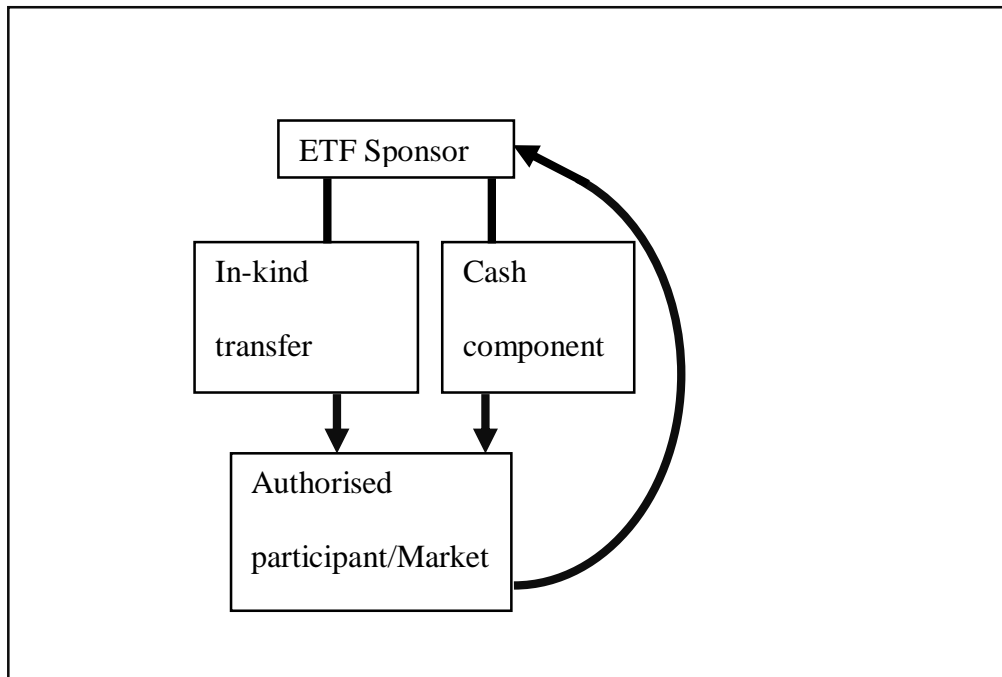 ETF Sponsor
In-kind
transfer
Cash
component
Authorised
participant/Market